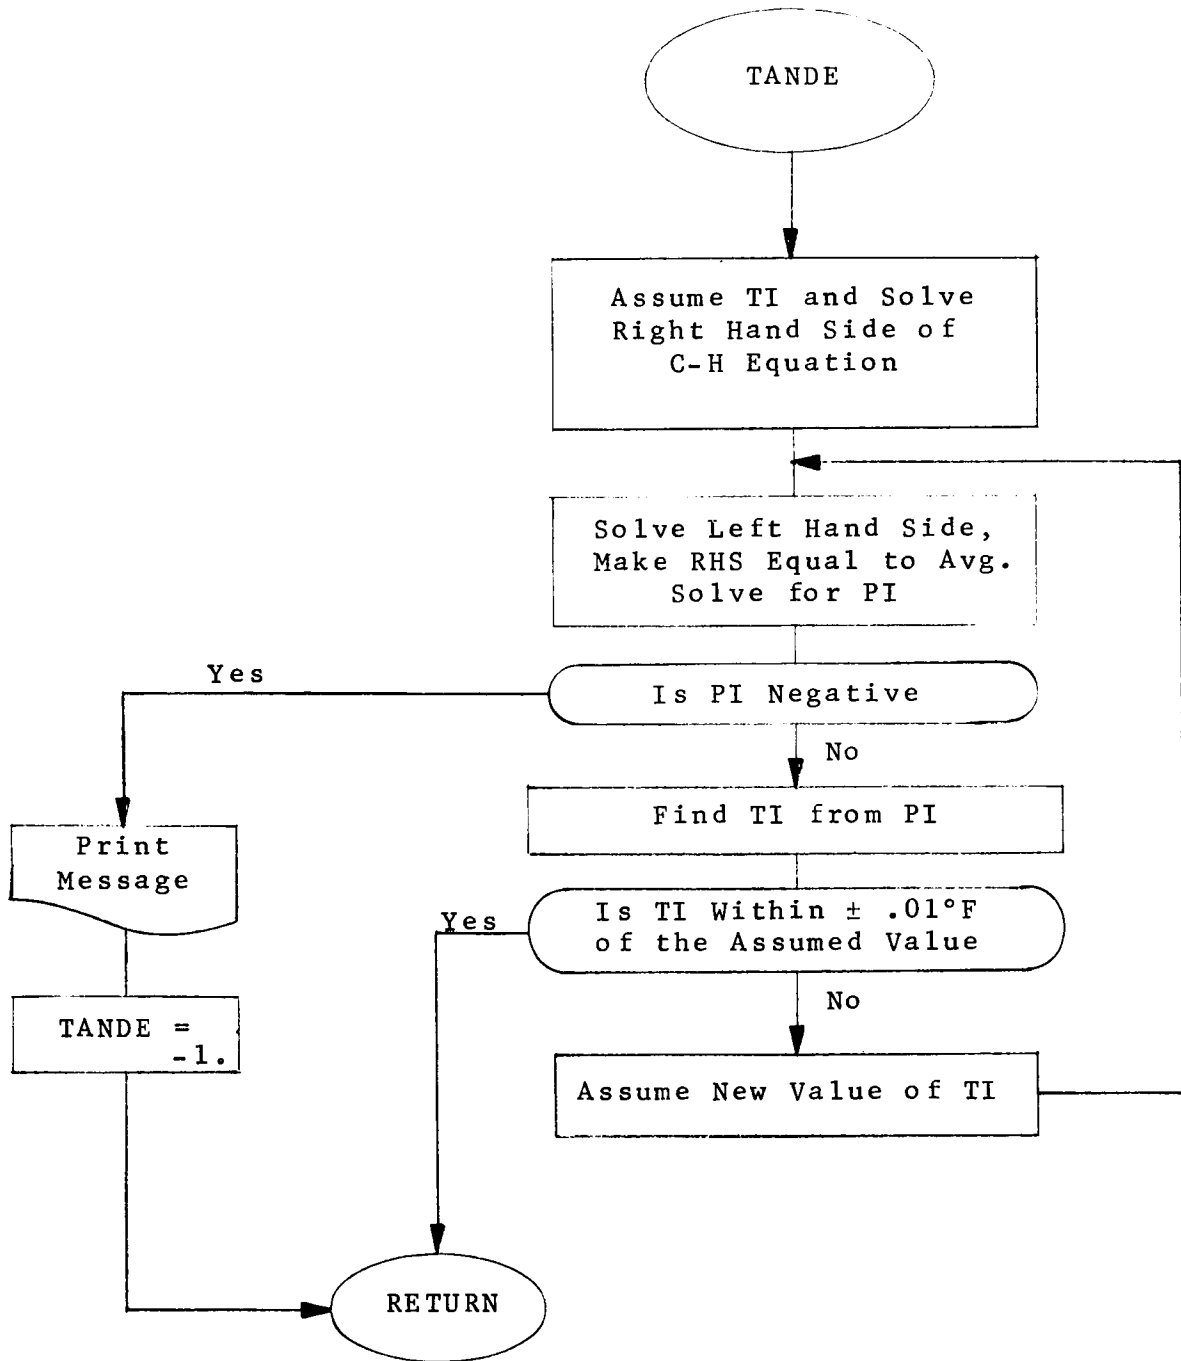 TANDE
Assume TI and Solve
Right Hand Side of
C-H Equation
Solve Left Hand Side,
Make RHS Equal to Avg.
Solve for PI
Yes
Is PI Negative
No
Find TI from PI
Print
Message
Yes
Is TI Within ± .01°F
of the Assumed Value
No
TANDE =
-1.
Assume New Value of TI
RETURN